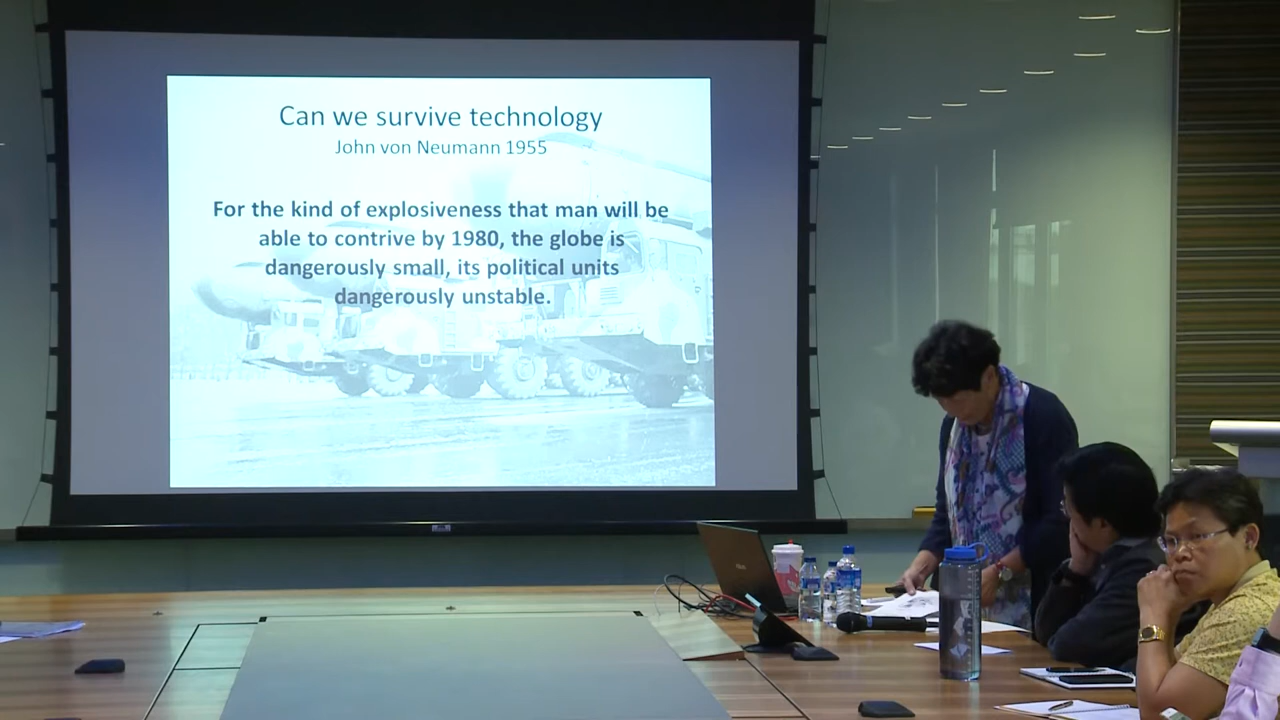 Can we survive technology
John von Neumann 1955
For the kind of explosiveness that man will be
able to contrive by 1980, the globe is
dangerously small, its political units
dangerously unstable.